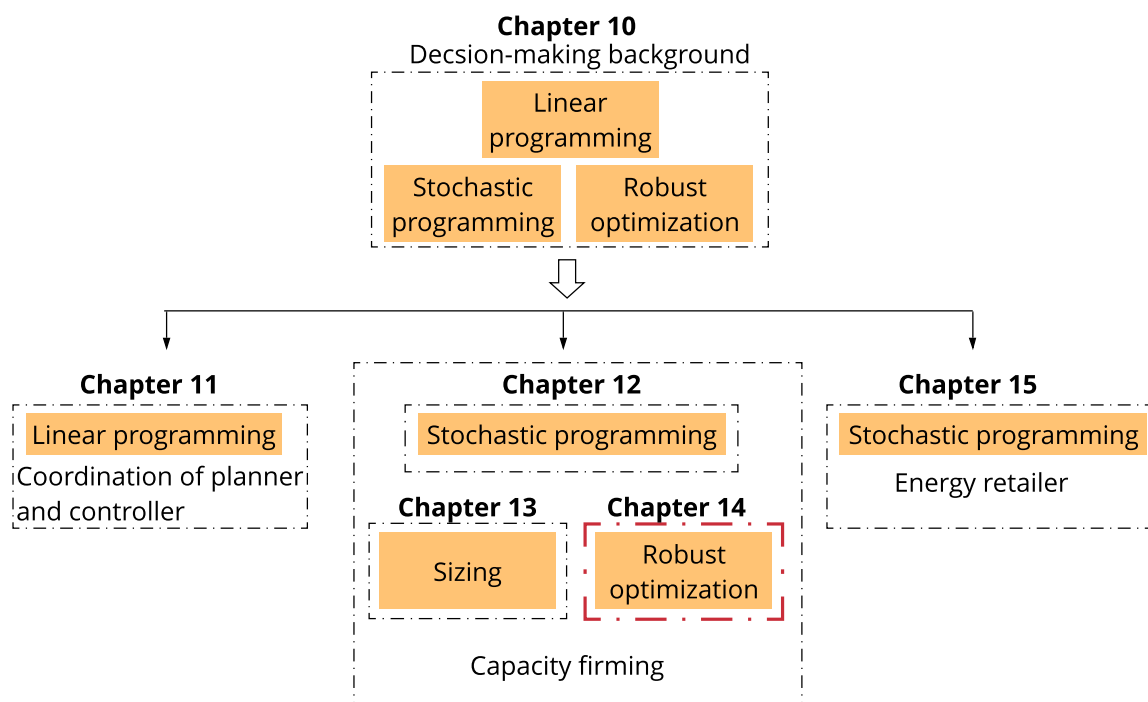 Chapter 10
Decsion-making background
Linear
programming
Stochastic
programming
Robust
optimization
Chapter 11
Linear programming
Coordination of planner
and controller
Chapter 12
Stochastic programming
Chapter 13
Sizing
Chapter 14
Robust
optimization
Capacity firming
Chapter 15
Stochastic programming
Energy retailer